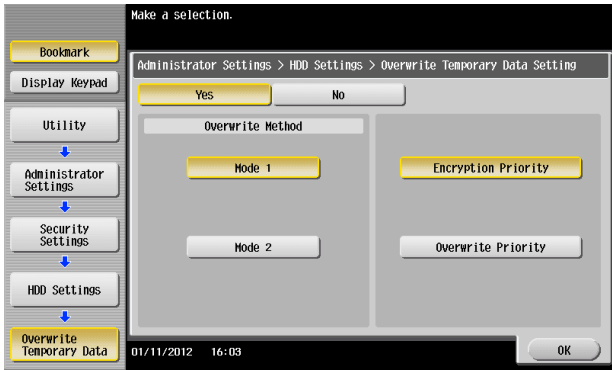 Make a selection.
Bookmark
Display Keypad
Utility
Administrator
Settings
Security
Settings
HDD Settings
Overwrite
Temporary Data
Administrator Settings > HDD Settings > Overwrite Temporary Data Setting
Yes No
Overwrite Method
Mode 1
Mode 2
Encryption Priority
Overwrite Priority
01/11/2012 16:03
OK